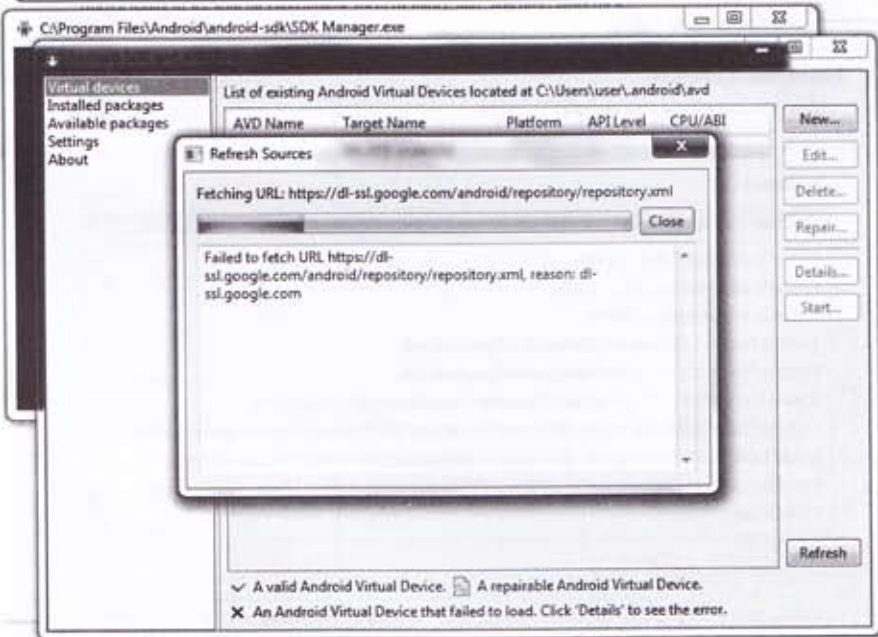 C:\Program Files\Android\android-sdk\SDK Manager.exe
Virtual devices
Installed packages
Available packages
Settings
About
List of existing Android Virtual Devices located at C:\Users\user\.android\avd
AVD Name Target Name Platform API Level CPU/ABI
New...
Edit...
Delete...
Repair...
Details...
Start...
Refresh
Refresh Sources
Fetching URL: https://dl-ssl.google.com/android/repository/repository.xml
Close
Failed to fetch URL https://dl-
ssl.google.com/android/repository/repository.xml, reason: dl-
ssl.google.com
A valid Android Virtual Device. A repairable Android Virtual Device.
An Android Virtual Device that failed to load. Click 'Details' to see the error.